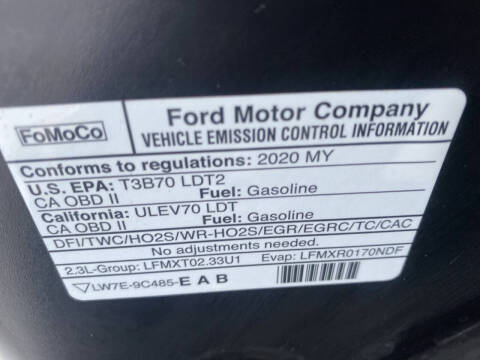 FoMoCo
Ford Motor Company
VEHICLE EMISSION CONTROL INFORMATION
Conforms to regulations: 2020 MY
U.S. EPA: T3B70 LDT2
CA OBD II Fuel: Gasoline
California: ULEV70 LDT
CA OBD II Fuel: Gasoline
DFI/TWC/HO2S/WR-HO2S/EGR/EGRC/TC/CAC
No adjustments needed.
2.3L-Group: LFMXT02.33U1 Evap: LFMXR0170NDF
LW7E-9C485-E A B